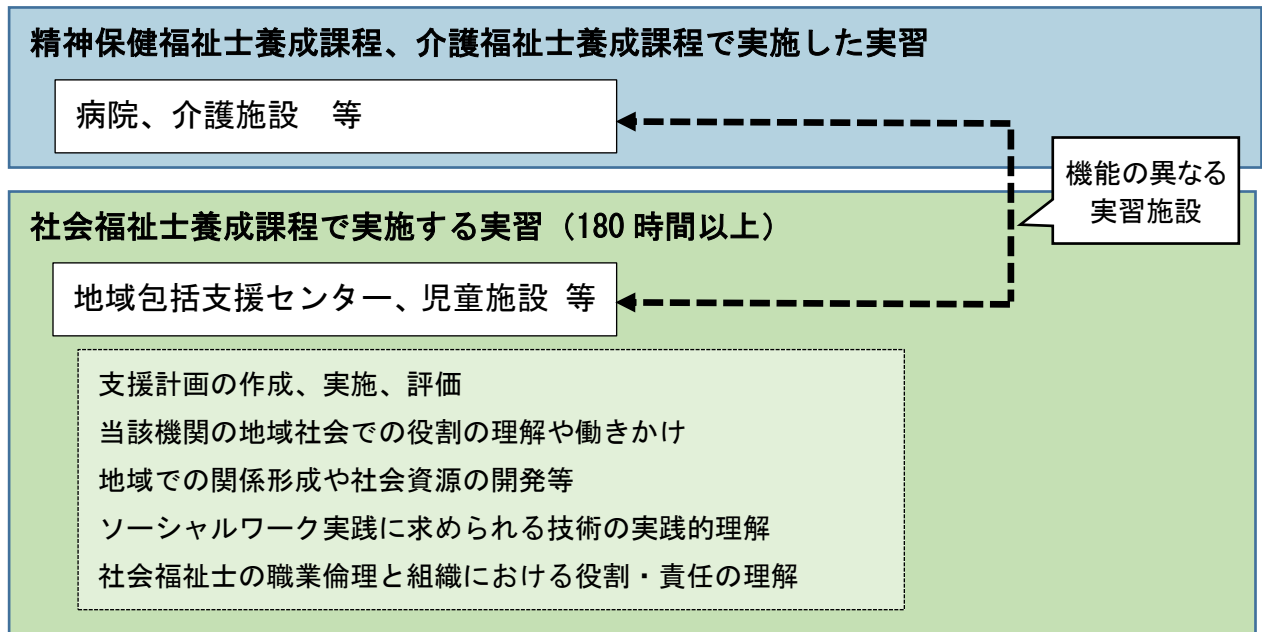 精神保健福祉士養成課程、介護福祉士養成課程で実施した実習
病院、介護施設　等
機能の異なる
実習施設
社会福祉士養成課程で実施する実習（180 時間以上）
地域包括支援センター、児童施設 等
支援計画の作成、実施、評価
当該機関の地域社会での役割の理解や働きかけ
地域での関係形成や社会資源の開発等
ソーシャルワーク実践に求められる技術の実践的理解
社会福祉士の職業倫理と組織における役割・責任の理解